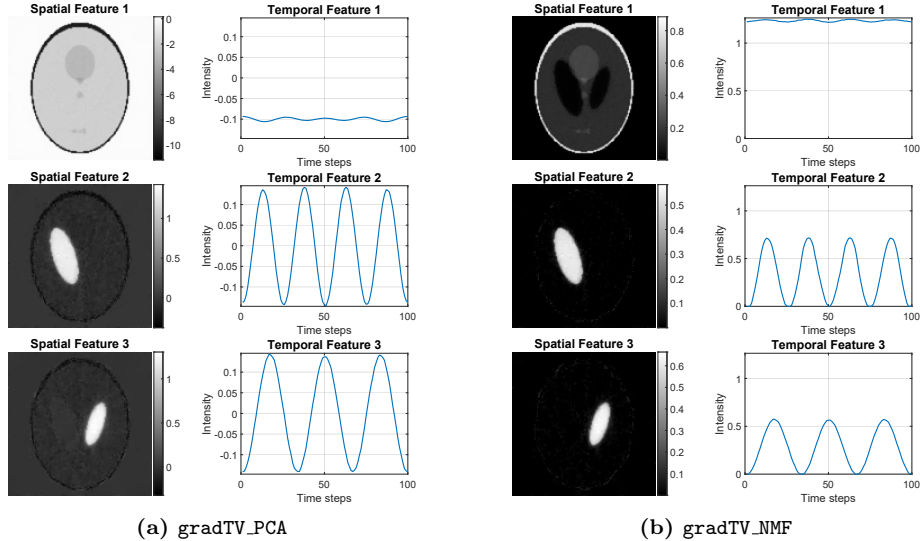 Spatial Feature 1
0
-2
-4
-6
-8
-10
Temporal Feature 1
Intensity
0.1
0.05
0
-0.05
-0.1
0
50
100
Time steps
Spatial Feature 2
1
0.5
0
Temporal Feature 2
Intensity
0.1
0.05
0
-0.05
-0.1
0
50
100
Time steps
Spatial Feature 3
1
0.5
0
Temporal Feature 3
Intensity
0.1
0.05
0
-0.05
-0.1
0
50
100
Time steps
(a) gradTV_PCA
Spatial Feature 1
0.8
0.6
0.4
0.2
Temporal Feature 1
Intensity
1
0.5
0
0
50
100
Time steps
Spatial Feature 2
0.5
0.4
0.3
0.2
0.1
Temporal Feature 2
Intensity
1
0.5
0
0
50
100
Time steps
Spatial Feature 3
0.6
0.5
0.4
0.3
0.2
0.1
Temporal Feature 3
Intensity
1
0.5
0
0
50
100
Time steps
(b) gradTV_NMF